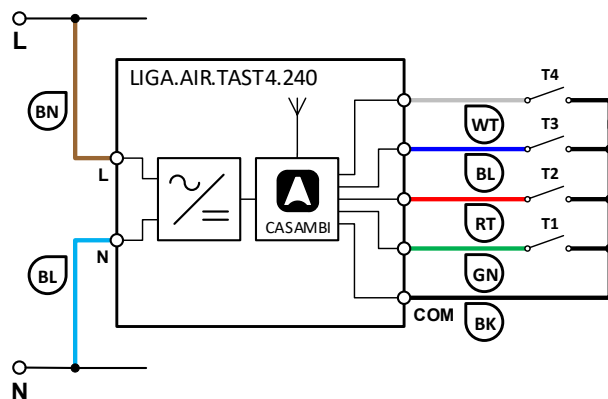 L
LIGA.AIR.TAST4.240
BN
L
N
BL
N
CASAMBI
T4
WT
T3
BL
T2
RT
T1
GN
COM
BK